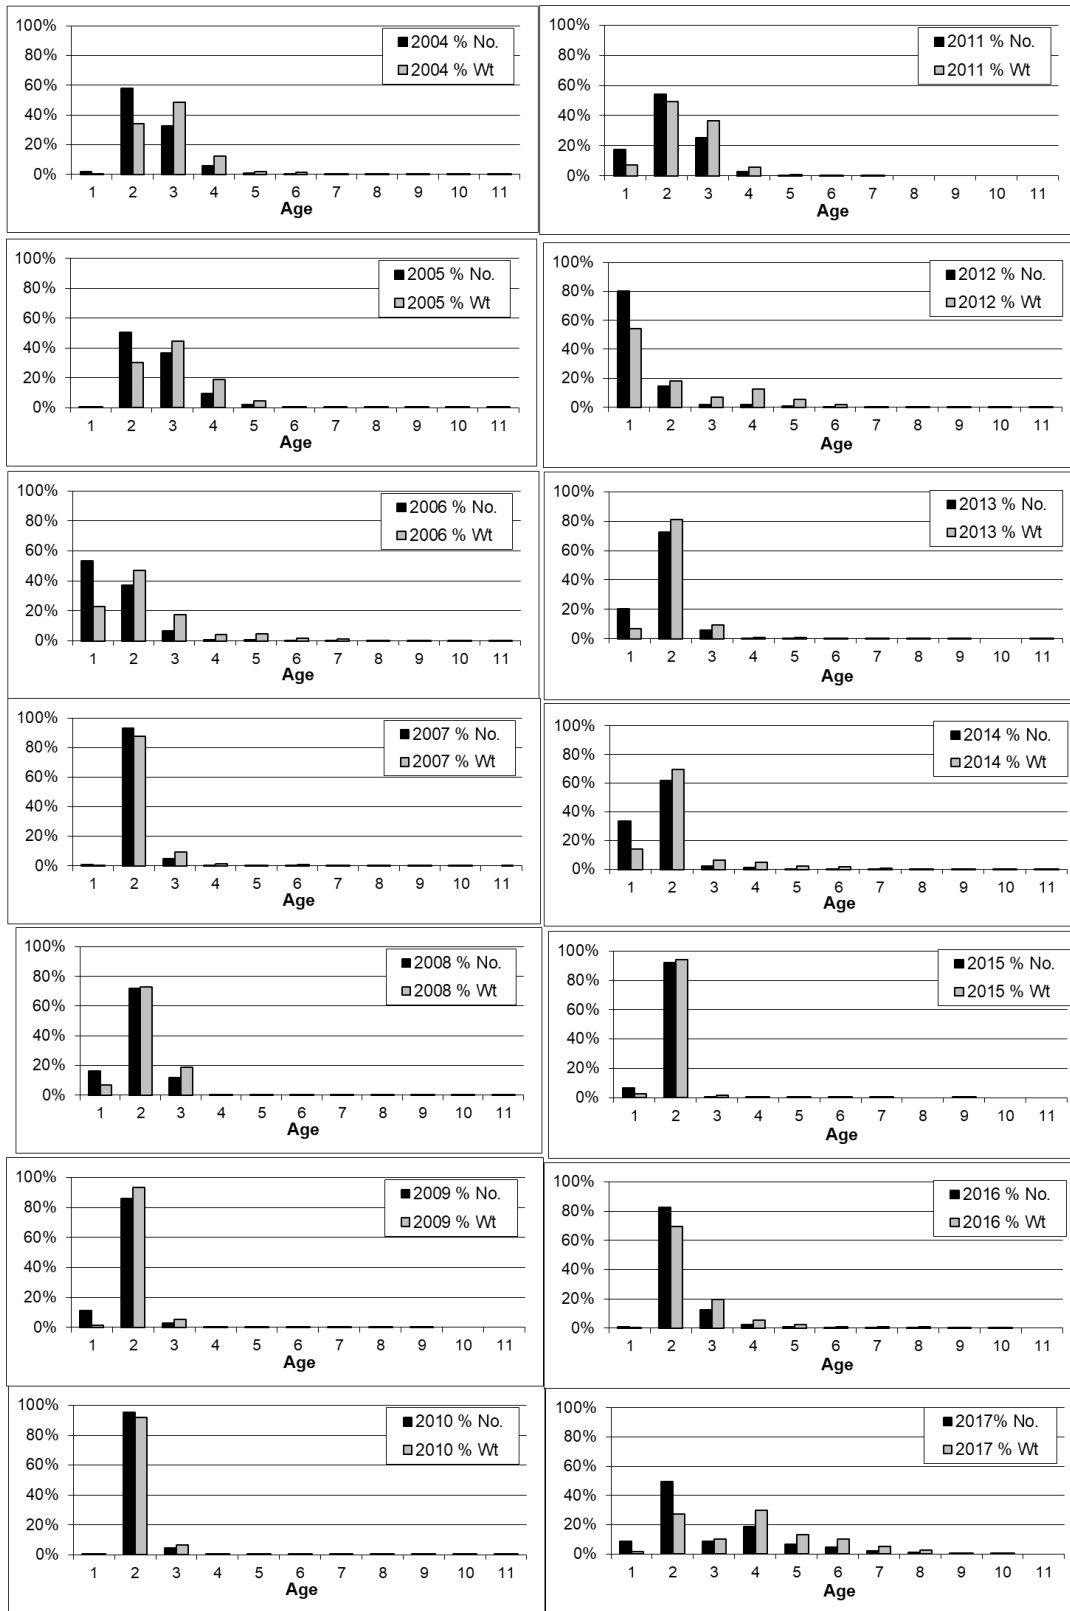 100%
80%
60%
40%
20%
0%
2004 % No.
2004 % Wt
1 2 3 4 5 6 7 8 9 10 11
Age
100%
80%
60%
40%
20%
0%
2011 % No.
2011 % Wt
1 2 3 4 5 6 7 8 9 10 11
Age
100%
80%
60%
40%
20%
0%
2005 % No.
2005 % Wt
1 2 3 4 5 6 7 8 9 10 11
Age
100%
80%
60%
40%
20%
0%
2012 % No.
2012 % Wt
1 2 3 4 5 6 7 8 9 10 11
Age
100%
80%
60%
40%
20%
0%
2006 % No.
2006 % Wt
1 2 3 4 5 6 7 8 9 10 11
Age
100%
80%
60%
40%
20%
0%
2013 % No.
2013 % Wt
1 2 3 4 5 6 7 8 9 10 11
Age
100%
80%
60%
40%
20%
0%
2007 % No.
2007 % Wt
1 2 3 4 5 6 7 8 9 10 11
Age
100%
80%
60%
40%
20%
0%
2014 % No.
2014 % Wt
1 2 3 4 5 6 7 8 9 10 11
Age
100%
80%
60%
40%
20%
0%
2008 % No.
2008 % Wt
1 2 3 4 5 6 7 8 9 10 11
Age
100%
80%
60%
40%
20%
0%
2015 % No.
2015 % Wt
1 2 3 4 5 6 7 8 9 10 11
Age
100%
80%
60%
40%
20%
0%
2009 % No.
2009 % Wt
1 2 3 4 5 6 7 8 9 10 11
Age
100%
80%
60%
40%
20%
0%
2016 % No.
2016 % Wt
1 2 3 4 5 6 7 8 9 10 11
Age
100%
80%
60%
40%
20%
0%
2010 % No.
2010 % Wt
1 2 3 4 5 6 7 8 9 10 11
Age
100%
80%
60%
40%
20%
0%
2017% No.
2017 % Wt
1 2 3 4 5 6 7 8 9 10 11
Age